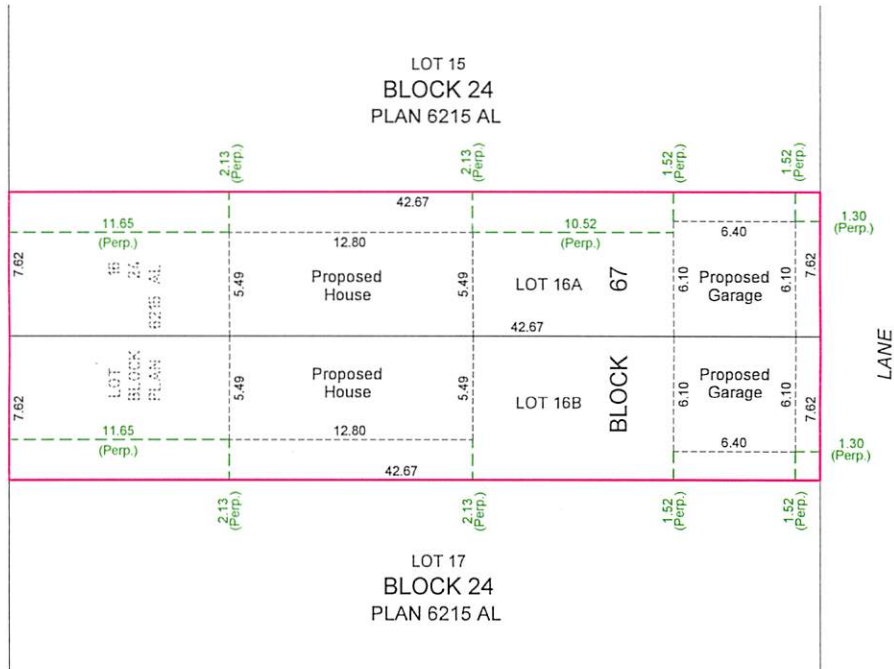 LOT 15
BLOCK 24
PLAN 6215 AL
2.13
(Perp.)
2.13
(Perp.)
1.52
(Perp.)
1.52
(Perp.)
42.67
11.65
(Perp.)
12.80
10.52
(Perp.)
6.40
1.30
(Perp.)
7.62
LOT 16
BLOCK 24
PLAN 6215 AL
5.49
Proposed
House
5.49
LOT 16A
BLOCK 67
6.10
Proposed
Garage
6.10
7.62
42.67
LANE
7.62
5.49
Proposed
House
5.49
LOT 16B
6.10
Proposed
Garage
6.10
7.62
11.65
(Perp.)
12.80
6.40
1.30
(Perp.)
42.67
2.13
(Perp.)
2.13
(Perp.)
1.52
(Perp.)
1.52
(Perp.)
LOT 17
BLOCK 24
PLAN 6215 AL